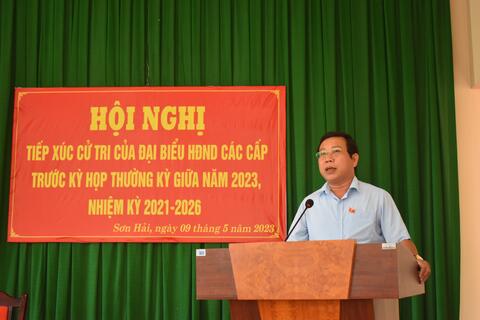 HỘI NGHỊ
TIẾP XÚC CỬ TRI CỦA ĐẠI BIỂU HĐND CÁC CẤP
TRƯỚC KỲ HỌP THƯỜNG KỲ GIỮA NĂM 2023,
NHIỆM KỲ 2021-2026
Sơn Hải, ngày 09 tháng 5 năm 2023